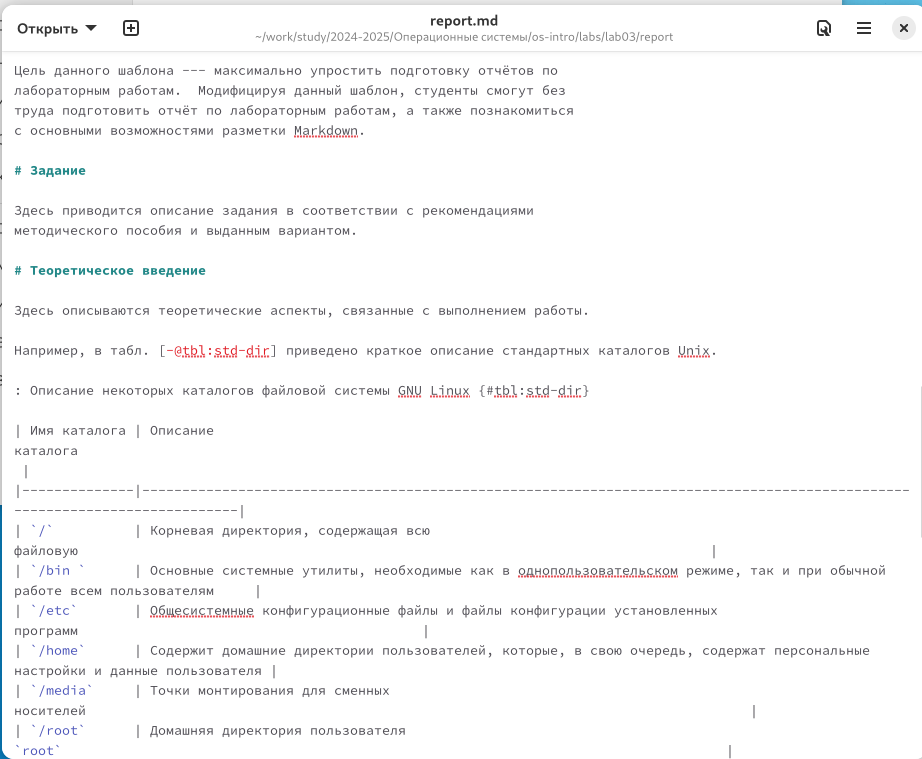 Открыть
report.md
~/work/study/2024-2025/Операционные системы/os-intro/labs/lab03/report
Цель данного шаблона --- максимально упростить подготовку отчётов по
лабораторным работам.  Модифицируя данный шаблон, студенты смогут без
труда подготовить отчёт по лабораторным работам, а также познакомиться
с основными возможностями разметки Markdown.
# Задание
Здесь приводится описание задания в соответствии с рекомендациями
методического пособия и выданным вариантом.
# Теоретическое введение
Здесь описываются теоретические аспекты, связанные с выполнением работы.
Например, в табл. [-@tbl:std-dir] приведено краткое описание стандартных каталогов Unix.
: Описание некоторых каталогов файловой системы GNU Linux {#tbl:std-dir}
| Имя каталога | Описание
каталога
|
|--------------|------------------------------------------------------------------------------------------------
----------------------------|
| `/`          | Корневая директория, содержащая всю
файловую                                                                               |
| `/bin `      | Основные системные утилиты, необходимые как в однопользовательском режиме, так и при обычной
работе всем пользователям     |
| `/etc`       | Общесистемные конфигурационные файлы и файлы конфигурации установленных
программ                                           |
| `/home`      | Содержит домашние директории пользователей, которые, в свою очередь, содержат персональные
настройки и данные пользователя |
| `/media`     | Точки монтирования для сменных
носителей                                                                                   |
| `/root`      | Домашняя директория пользователя
`root`                                                                                   |